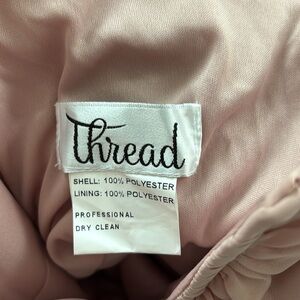 Thread
SHELL: 100% POLYESTER
LINING: 100% POLYESTER
PROFESSIONAL
DRY CLEAN